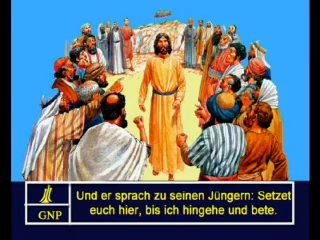 Und er sprach zu seinen Jüngern: Setzet
euch hier, bis ich hingehe und bete.
GNP